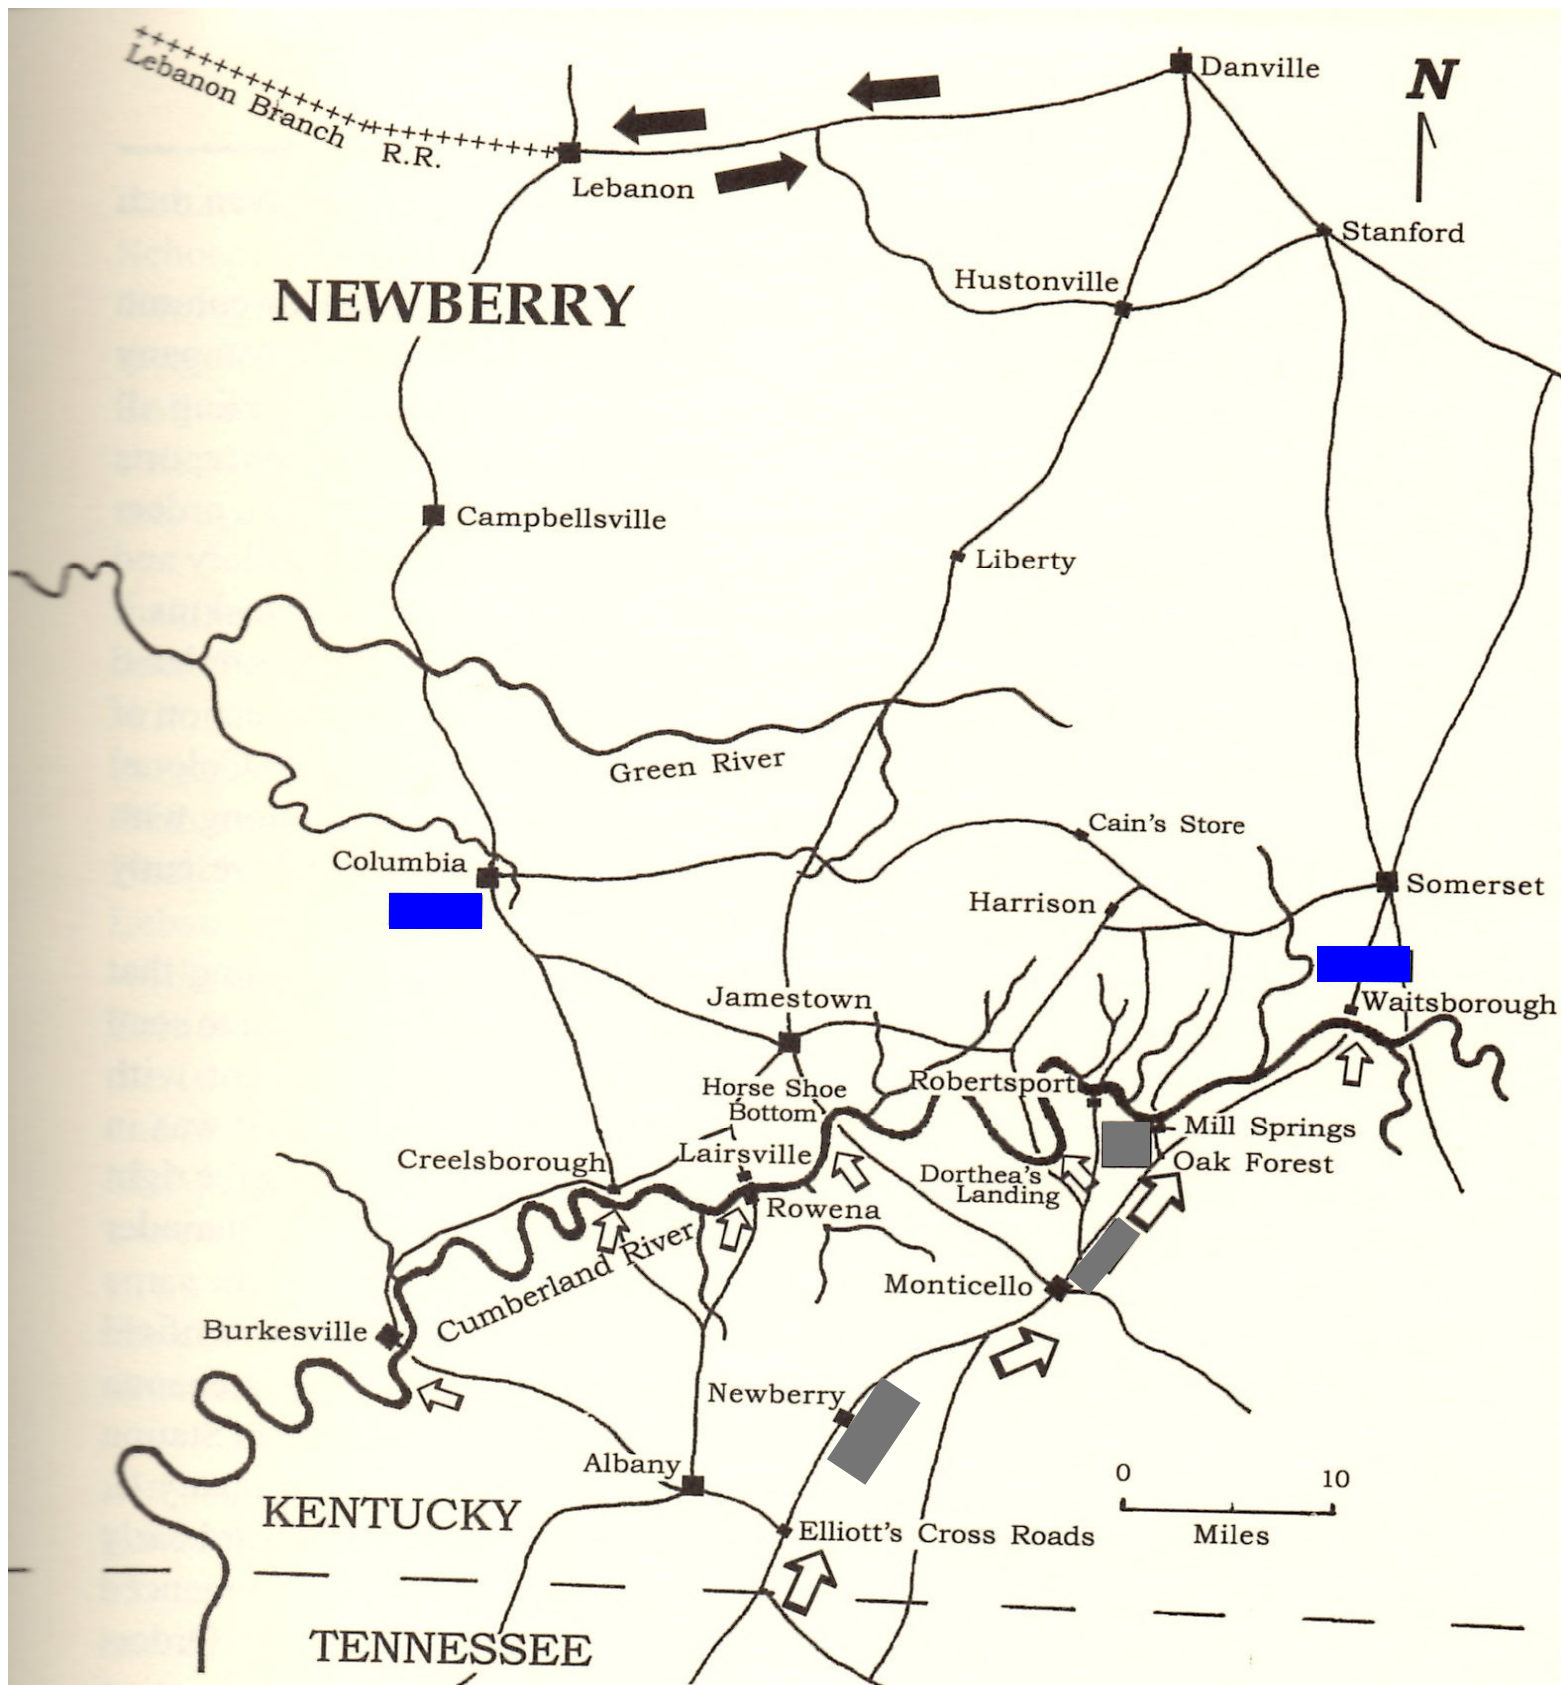 Danville
N
Lebanon Branch R.R.
Lebanon
Stanford
Hustonville
NEWBERRY
Campbellsville
Liberty
Green River
Cain's Store
Columbia
Somerset
Harrison
Jamestown
Waitsborough
Robertsport
Horse Shoe
Bottom
Mill Springs
Lairsville
Creelsborough
Oak Forest
Dorthea's
Landing
Rowena
Cumberland River
Monticello
Burkesville
Newberry
Albany
0 10
Miles
KENTUCKY
Elliott's Cross Roads
TENNESSEE